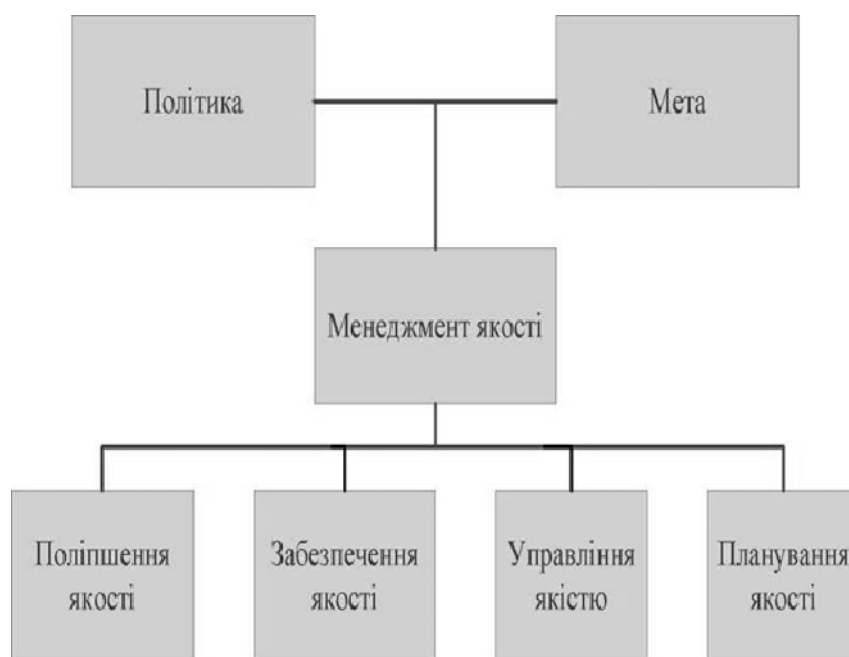 Політика
Мета
Менеджмент якості
Поліпшення
якості
Забезпечення
якості
Управління
якістю
Планування
якості